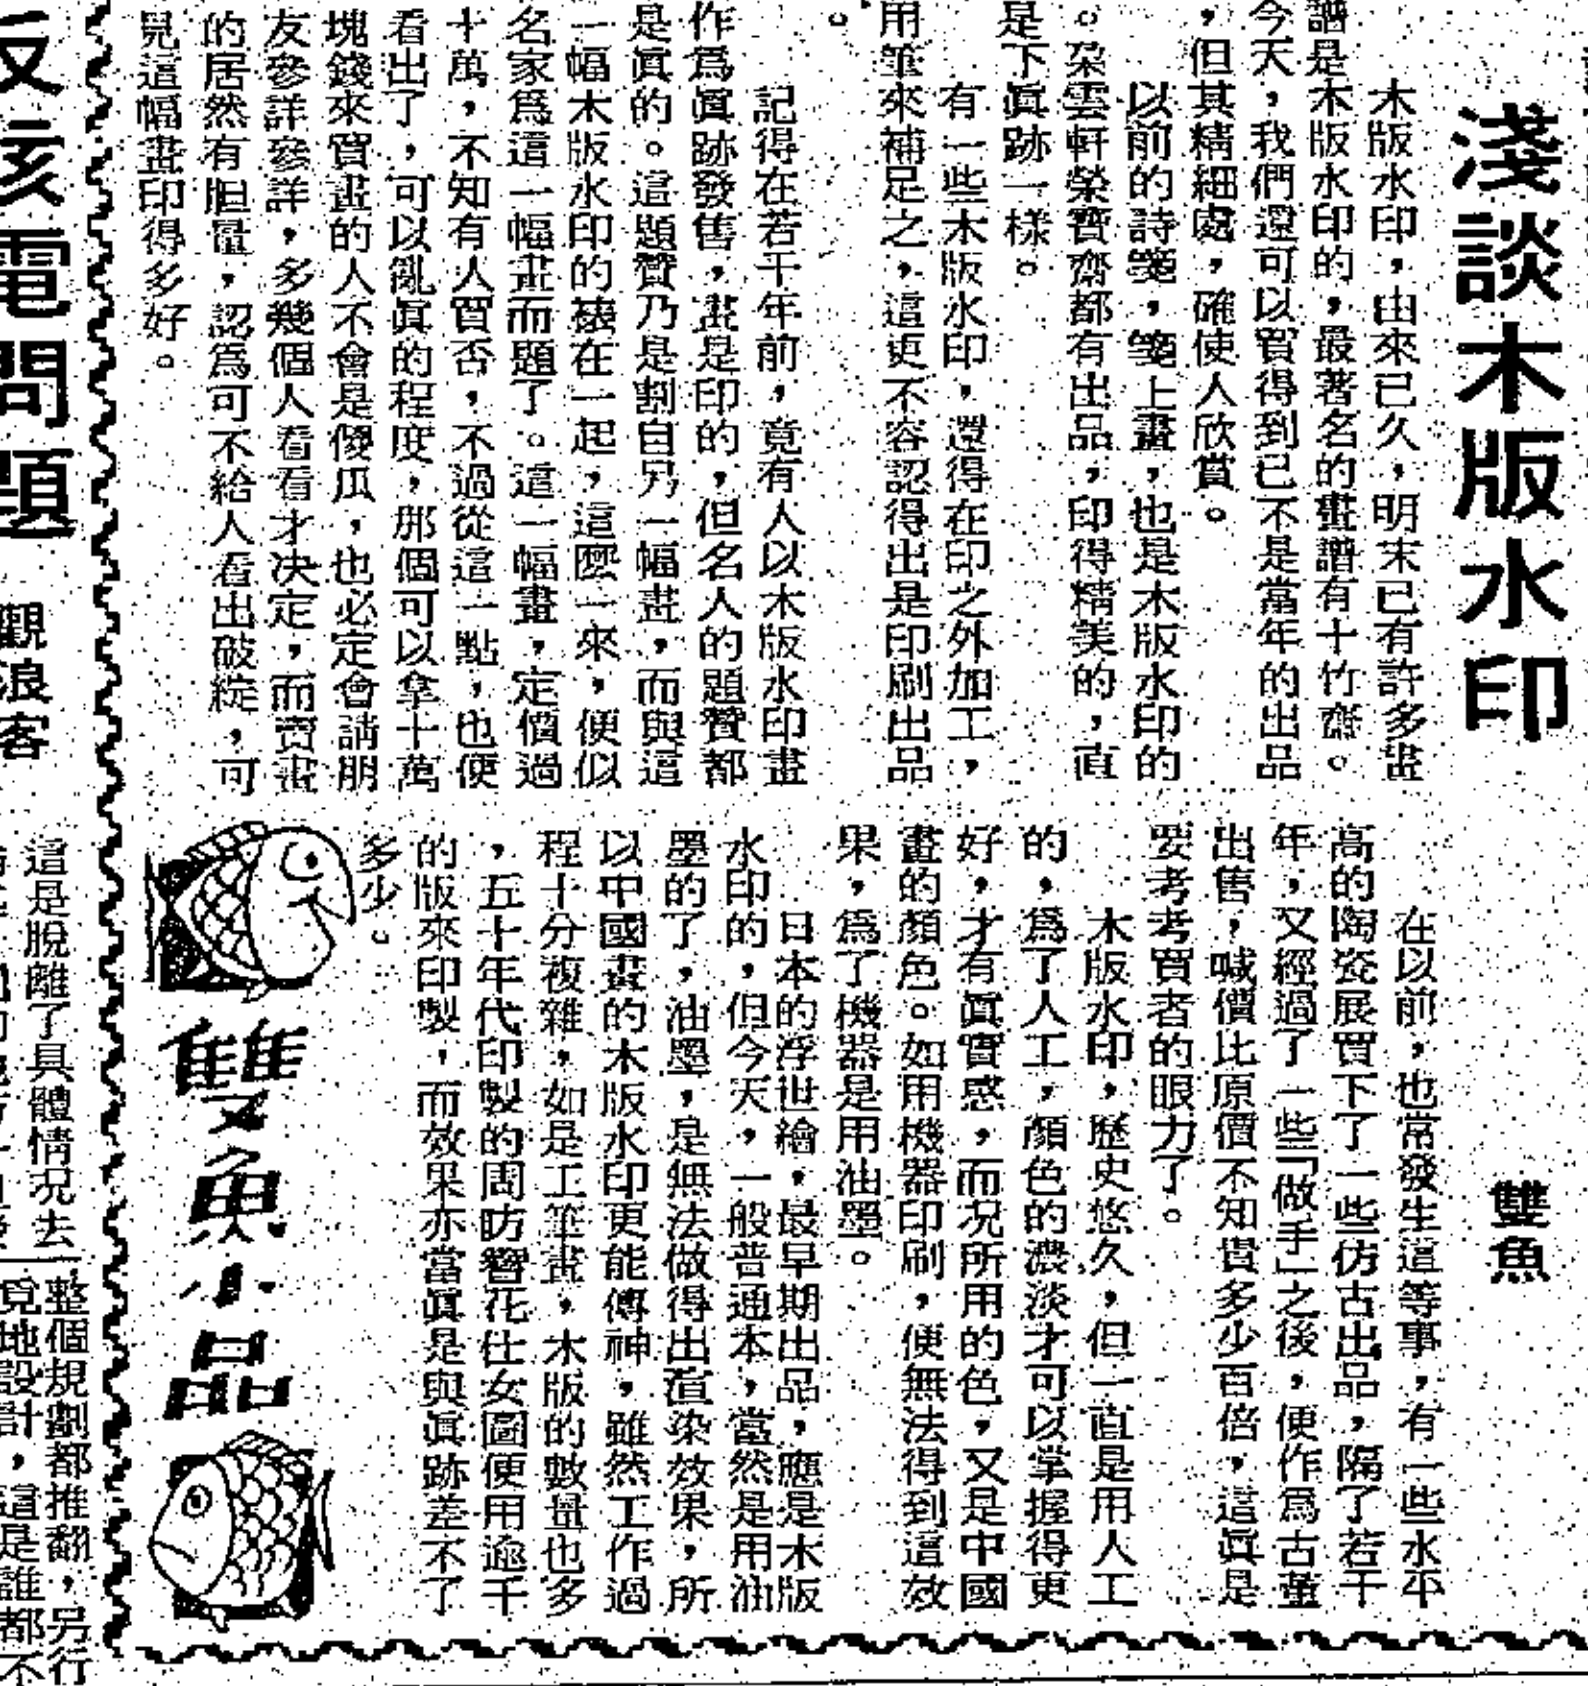 淺談木版水印
雙魚
木版水印，由來已久，明末已有許多畫
譜是木版水印的，最著名的畫譜有十竹齋。
今天，我們還可以買得到已不是當年的出品
，但其精細處，確使人欣賞。
以前的詩箋，箋上畫，也是木版水印的
。朶雲軒榮寶齋都有出品，印得精美的，直
是下眞跡一樣。
有一些木版水印，還得在印之外加工，
用筆來補足之，這更不容認得出是印刷出品
。
記得在若干年前，竟有人以木版水印畫
作爲眞跡發售，畫是印的，但名人的題贊都
是眞的。這題贊乃是割自另一幅畫，而與這
一幅木版水印的裱在一起，這麼一來，便似
名家爲這一幅畫而題了。這一幅畫，定價過
十萬，不知有人買否，不過從這一點，也便
看出了，可以亂眞的程度，那個可以拿十萬
塊錢來買畫的人不會是傻瓜，也必定會請朋
友參詳參詳，多幾個人看看才決定，而賣畫
的居然有胆量，認爲可不給人看出破綻，可
見這幅畫印得多好。
在以前，也常發生這等事，有一些水平
高的陶瓷展買下了一些仿古出品，隔了若干
年，又經過了一些「做手」之後，便作爲古董
出售，喊價比原價不知貴多少百倍，這眞是
要考考買者的眼力了。
木版水印，歷史悠久，但一直是用人工
的，爲了人工，顏色的濃淡才可以掌握得更
好，才有眞實感，而况所用的色，又是中國
畫的顏色。如用機器印刷，便無法得到這效
果，爲了機器是用油墨。
日本的浮世繪，最早期出品，應是木版
水印的，但今天，一般普通本，當然是用油
墨的了，油墨，是無法做得出渲染效果，所
以中國畫的木版水印更能傳神，雖然工作過
程十分複雜，如是工筆畫，木版的數量也多
，五十年代印製的周昉簪花仕女圖便用逾千
的版來印製，而效果亦當眞是與眞跡差不了
多少。
雙魚小品
反核電問題
觀浪客
這是脫離了具體情况去
整個規劃都推翻，另行
覓地設計，這是誰都不